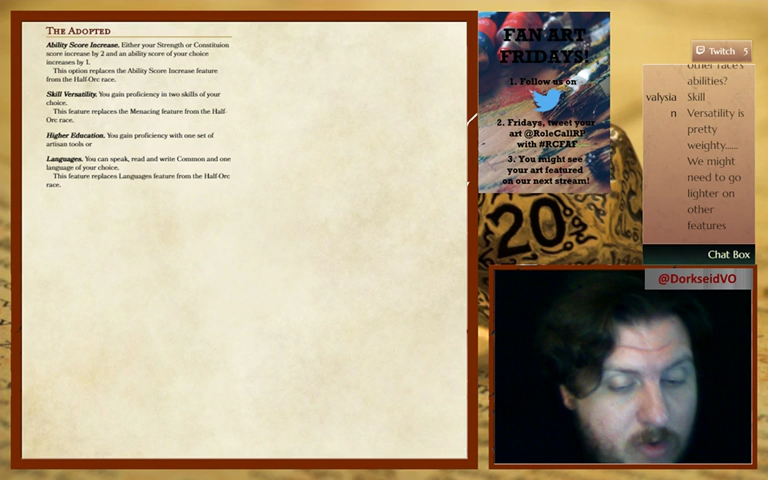 THE ADOPTED
Ability Score Increase. Either your Strength or Constituion
score increase by 2 and an ability score of your choice
increases by 1.
This option replaces the Ability Score Increase feature
from the Half-Orc race.
Skill Versatility. You gain proficiency in two skills of your
choice.
This feature replaces the Menacing feature from the Half-
Orc race.
Higher Education. You gain proficiency with one set of
artisan tools or
Languages. You can speak, read and write Common and one
language of your choice.
This feature replaces Languages feature from the Half-Orc
race.
FAN ART
FRIDAYS!
1. Follow us on
2. Fridays, tweet your
art @RoleCallRP
with #RCFAF
3. You might see
your art featured
on our next stream!
20
Twitch 5
other race's
abilities?
valysia
n
Skill
Versatility is
pretty
weighty......
We might
need to go
lighter on
other
features
Chat Box
@DorkseidVO